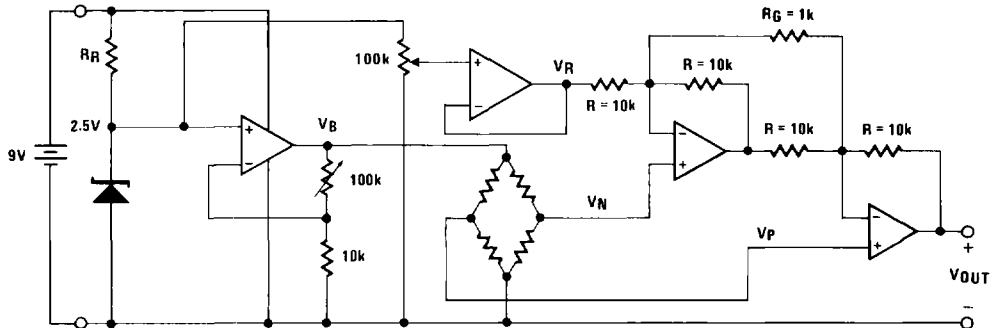 9V
RR
2.5V
+
−
VB
100k
10k
100k
+
−
VR
R = 10k
RG = 1k
R = 10k
−
+
VN
R = 10k
R = 10k
−
+
VP
+
VOUT
−